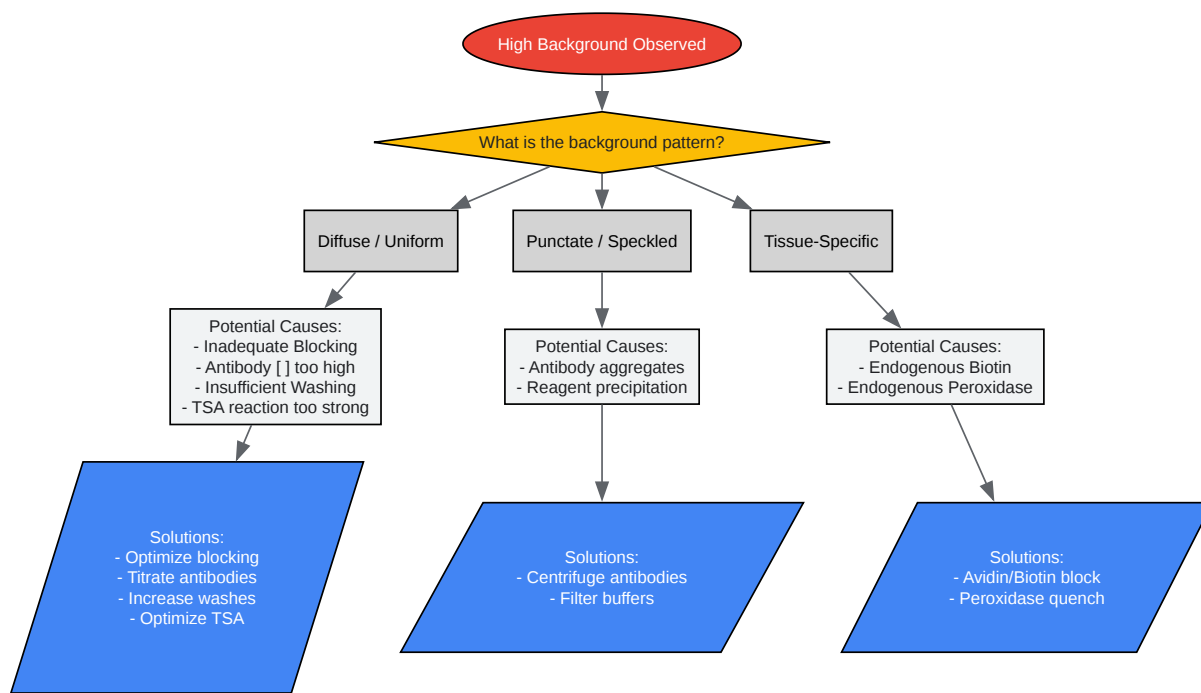 High Background Observed
What is the background pattern?
Diffuse / Uniform
Punctate / Speckled
Tissue-Specific
Potential Causes:
- Inadequate Blocking
- Antibody [ ] too high
- Insufficient Washing
- TSA reaction too strong
Potential Causes:
- Antibody aggregates
- Reagent precipitation
Potential Causes:
- Endogenous Biotin
- Endogenous Peroxidase
Solutions:
- Optimize blocking
- Titrate antibodies
- Increase washes
- Optimize TSA
Solutions:
- Centrifuge antibodies
- Filter buffers
Solutions:
- Avidin/Biotin block
- Peroxidase quench